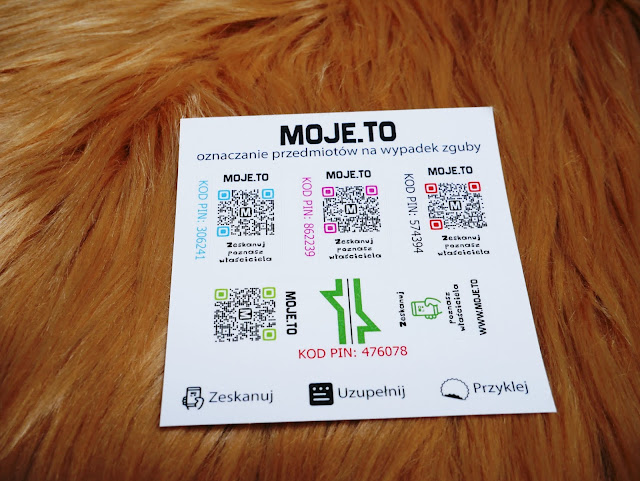 MOJE.TO
oznaczanie przedmiotów na wypadek zguby
MOJE.TO
KOD PIN: 306241
M
Zeskanuj
poznasz
właściciela
MOJE.TO
KOD PIN: 862239
M
Zeskanuj
poznasz
właściciela
MOJE.TO
KOD PIN: 574394
M
Zeskanuj
poznasz
właściciela
M
MOJE.TO
Zeskanuj
poznasz
właściciela
WWW.MOJE.TO
KOD PIN: 476078
Zeskanuj
Uzupełnij
Przyklej